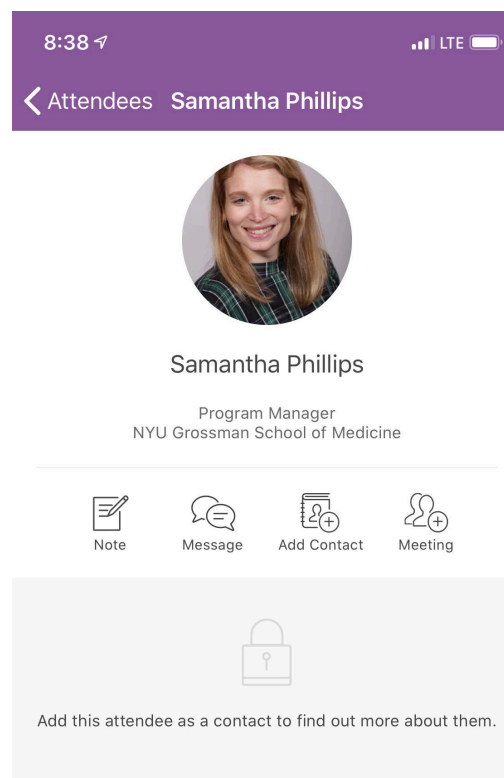 8:38
LTE
Attendees Samantha Phillips
Samantha Phillips
Program Manager
NYU Grossman School of Medicine
Note Message Add Contact Meeting
Add this attendee as a contact to find out more about them.